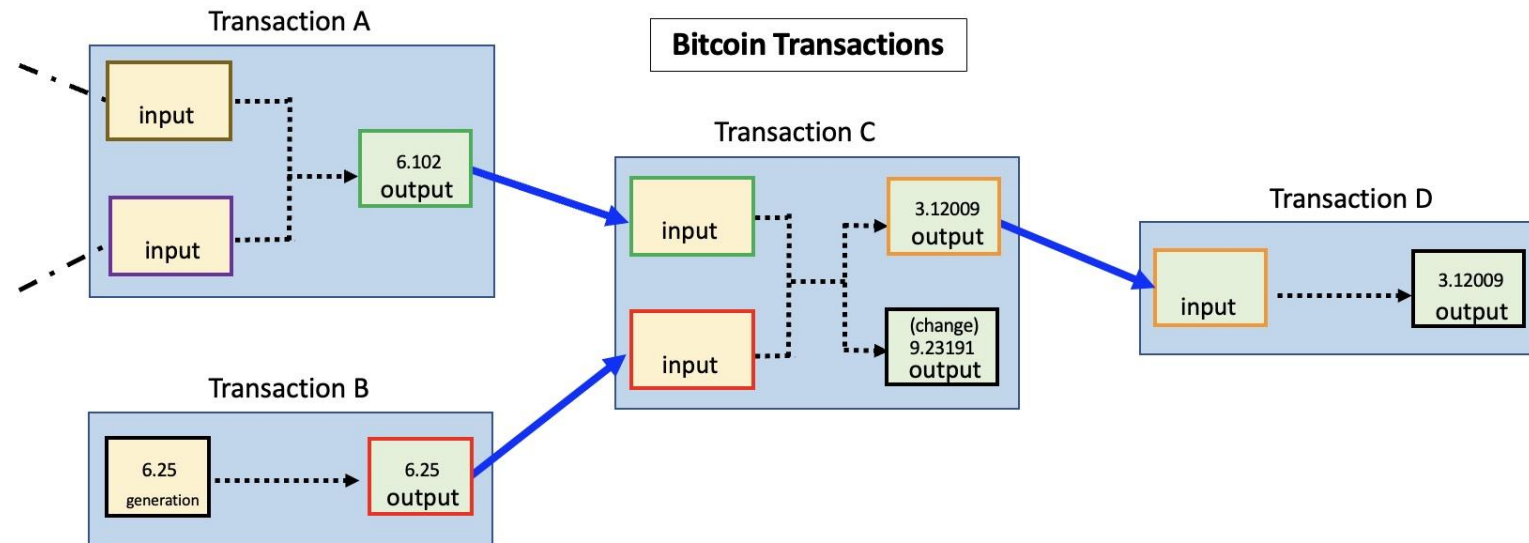 Transaction A
Bitcoin Transactions
input
6.102
output
input
Transaction C
input
3.12009
output
input
(change)
9.23191
output
Transaction D
input
3.12009
output
Transaction B
6.25
generation
6.25
output